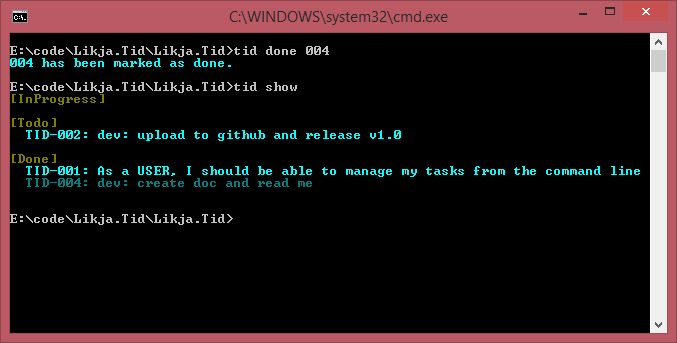 C:\WINDOWS\system32\cmd.exe
E:\code\Likja.Tid\Likja.Tid>tid done 004
004 has been marked as done.
E:\code\Likja.Tid\Likja.Tid>tid show
[InProgress]
[Todo]
TID-002: dev: upload to github and release v1.0
[Done]
TID-001: As a USER, I should be able to manage my tasks from the command line
TID-004: dev: create doc and read me
E:\code\Likja.Tid\Likja.Tid>